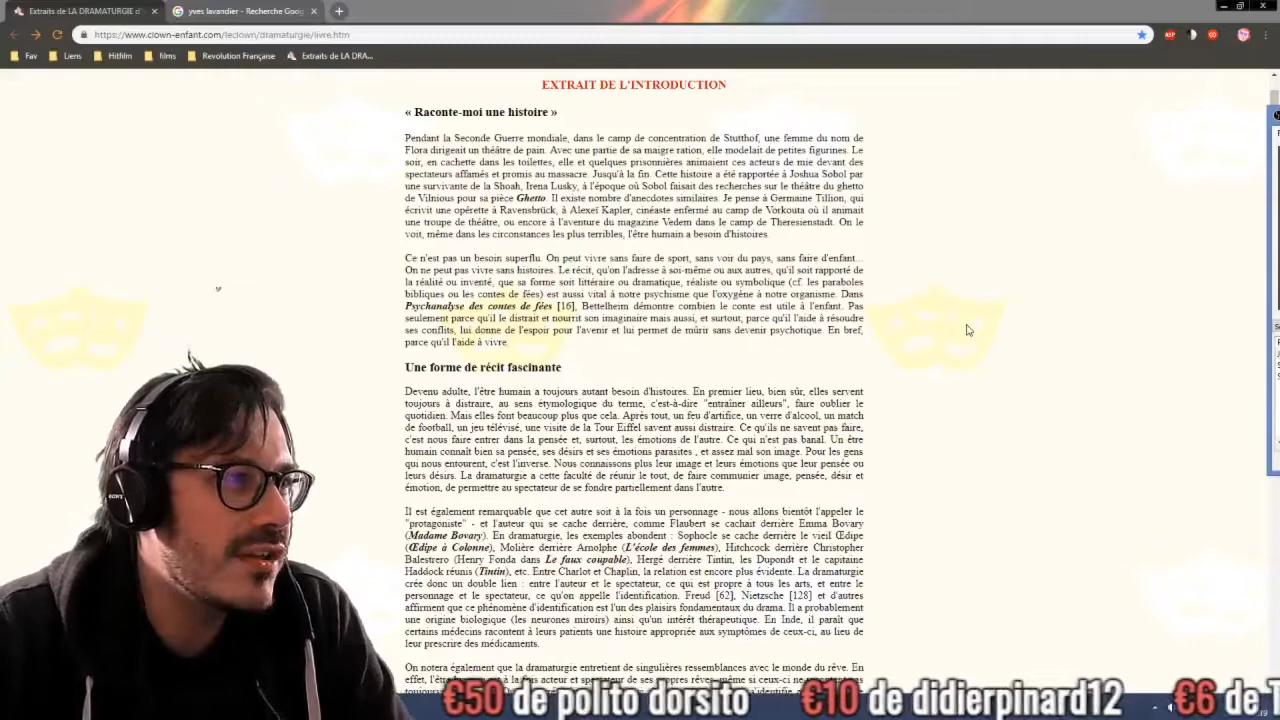 Extraits de LA DRAMATURGIE d'
yves lavandier - Recherche Goog
https://www.clown-enfant.com/leclown/dramaturgie/livre.htm
Fav
Liens
Hitfilm
films
Revolution Française
Extraits de LA DRA...
EXTRAIT DE L'INTRODUCTION
« Raconte-moi une histoire »
Pendant la Seconde Guerre mondiale, dans le camp de concentration de Stutthof, une femme du nom de
Flora dirigeait un théâtre de pain. Avec une partie de sa maigre ration, elle modelait de petites figurines. Le
soir, en cachette dans les toilettes, elle et quelques prisonnières animaient ces acteurs de mie devant des
spectateurs affamés et promis au massacre. Jusqu'à la fin. Cette histoire a été rapportée à Joshua Sobol par
une survivante de la Shoah, Irena Lusky, à l'époque où Sobol faisait des recherches sur le théâtre du ghetto
de Vilnious pour sa pièce Ghetto. Il existe nombre d'anecdotes similaires. Je pense à Germaine Tillion, qui
écrivit une opérette à Ravensbrück, à Alexeï Kapler, cinéaste enfermé au camp de Vorkouta où il animait
une troupe de théâtre, ou encore à l'aventure du magazine Vedem dans le camp de Theresienstadt. On le
voit, même dans les circonstances les plus terribles, l'être humain a besoin d'histoires.
Ce n'est pas un besoin superflu. On peut vivre sans faire de sport, sans voir du pays, sans faire d'enfant...
On ne peut pas vivre sans histoires. Le récit, qu'on l'adresse à soi-même ou aux autres, qu'il soit rapporté de
la réalité ou inventé, que sa forme soit littéraire ou dramatique, réaliste ou symbolique (cf. les paraboles
bibliques ou les contes de fées) est aussi vital à notre psychisme que l'oxygène à notre organisme. Dans
Psychanalyse des contes de fées [16], Bettelheim démontre combien le conte est utile à l'enfant. Pas
seulement parce qu'il le distrait et nourrit son imaginaire mais aussi, et surtout, parce qu'il l'aide à résoudre
ses conflits, lui donne de l'espoir pour l'avenir et lui permet de mûrir sans devenir psychotique. En bref,
parce qu'il l'aide à vivre.
Une forme de récit fascinante
Devenu adulte, l'être humain a toujours autant besoin d'histoires. En premier lieu, bien sûr, elles servent
toujours à distraire, au sens étymologique du terme, c'est-à-dire "entraîner ailleurs", faire oublier le
quotidien. Mais elles font beaucoup plus que cela. Après tout, un feu d'artifice, un verre d'alcool, un match
de football, un jeu télévisé, une visite de la Tour Eiffel savent aussi distraire. Ce qu'ils ne savent pas faire,
c'est nous faire entrer dans la pensée et, surtout, les émotions de l'autre. Ce qui n'est pas banal. Un être
humain connaît bien sa pensée, ses désirs et ses émotions parasites , et assez mal son image. Pour les gens
qui nous entourent, c'est l'inverse. Nous connaissons plus leur image et leurs émotions que leur pensée ou
leurs désirs. La dramaturgie a cette faculté de réunir le tout, de faire communier image, pensée, désir et
émotion, de permettre au spectateur de se fondre partiellement dans l'autre.
Il est également remarquable que cet autre soit à la fois un personnage - nous allons bientôt l'appeler le
"protagoniste" - et l'auteur qui se cache derrière, comme Flaubert se cachait derrière Emma Bovary
(Madame Bovary). En dramaturgie, les exemples abondent : Sophocle se cache derrière le vieil Œdipe
(Œdipe à Colonne), Molière derrière Arnolphe (L'école des femmes), Hitchcock derrière Christopher
Balestrero (Henry Fonda dans Le faux coupable), Hergé derrière Tintin, les Dupondt et le capitaine
Haddock réunis (Tintin), etc. Entre Charlot et Chaplin, la relation est encore plus évidente. La dramaturgie
crée donc un double lien : entre l'auteur et le spectateur, ce qui est propre à tous les arts, et entre le
personnage et le spectateur, ce qu'on appelle l'identification. Freud [62], Nietzsche [128] et d'autres
affirment que ce phénomène d'identification est l'un des plaisirs fondamentaux du drama. Il a probablement
une origine biologique (les neurones miroirs) ainsi qu'un intérêt thérapeutique. En Inde, il paraît que
certains médecins racontent à leurs patients une histoire appropriée aux symptômes de ceux-ci, au lieu de
leur prescrire des médicaments.
On notera également que la dramaturgie entretient de singulières ressemblances avec le monde du rêve. En
effet, l'être
à la fois acteur et spectateur de ses propres rêves, même si ceux-ci ne
SONY
€50 de polito dorsito
€10 de didierpinard12
€6 de